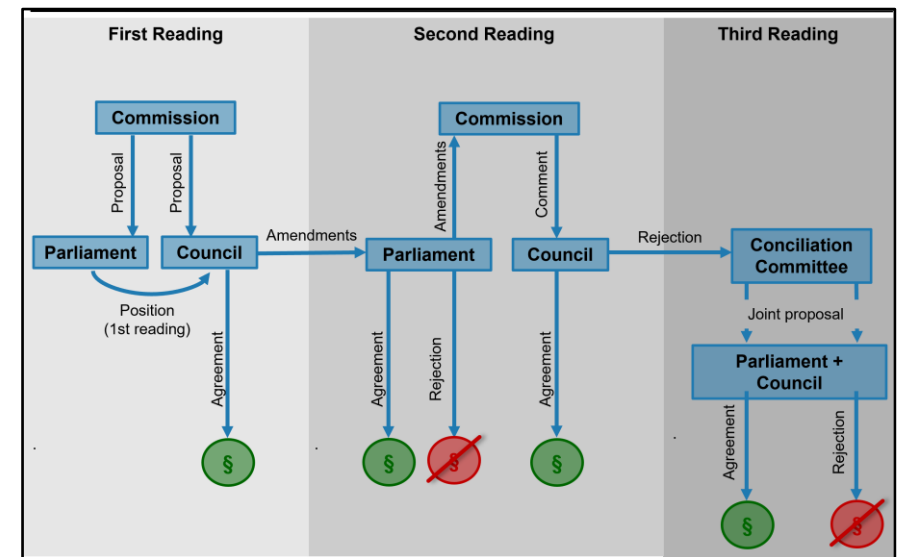 First Reading
Second Reading
Third Reading
Commission
Proposal
Proposal
Parliament
Council
Position
(1st reading)
Agreement
§
Amendments
Commission
Amendments
Comment
Parliament
Council
Agreement
Rejection
Agreement
§
§
§
Rejection
Conciliation
Committee
Joint proposal
Parliament +
Council
Agreement
Rejection
§
§